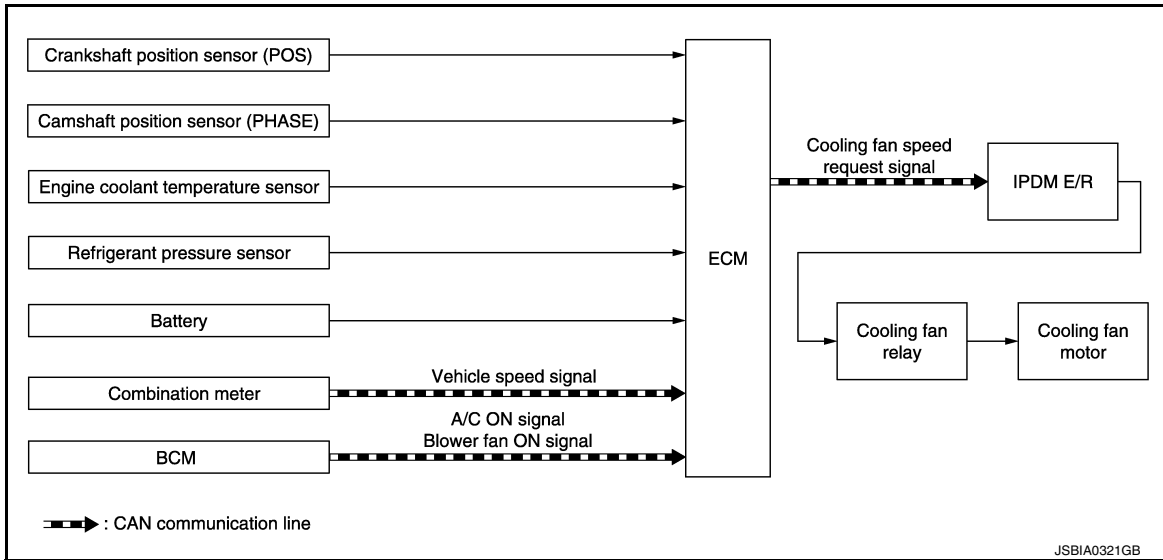 Crankshaft position sensor (POS)
Camshaft position sensor (PHASE)
Engine coolant temperature sensor
Refrigerant pressure sensor
Battery
Combination meter
BCM
Vehicle speed signal
A/C ON signal
Blower fan ON signal
ECM
Cooling fan speed
request signal
IPDM E/R
Cooling fan
relay
Cooling fan
motor
: CAN communication line
JSBIA0321GB